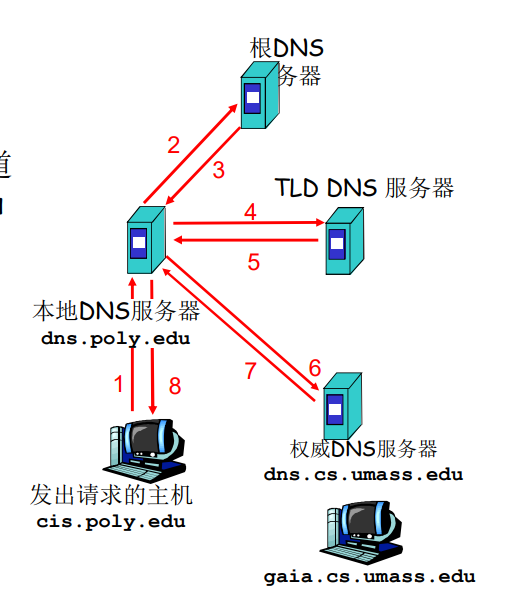 根DNS
务器
道
2
3
TLD DNS 服务器
4
5
本地DNS服务器
dns.poly.edu
7
6
1
8
权威DNS服务器
dns.cs.umass.edu
发出请求的主机
cis.poly.edu
gaia.cs.umass.edu